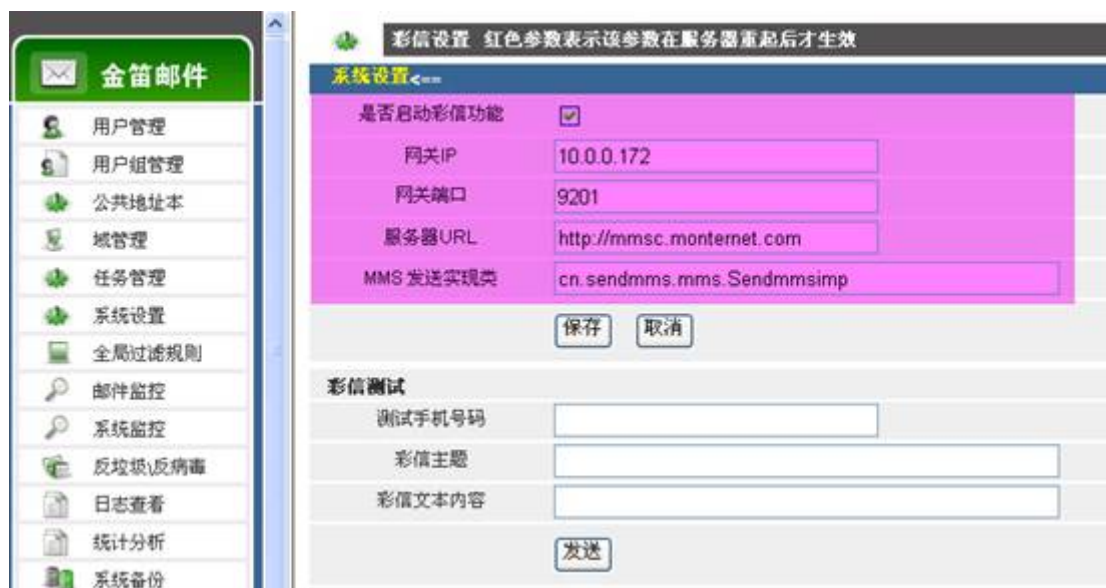 金笛邮件
用户管理
用户组管理
公共地址本
域管理
任务管理
系统设置
全局过滤规则
邮件监控
系统监控
反垃圾\反病毒
日志查看
统计分析
系统备份
彩信设置 红色参数表示该参数在服务器重起后才生效
系统设置<==
是否启动彩信功能
网关IP 10.0.0.172
网关端口 9201
服务器URL http://mmsc.monternet.com
MMS 发送实现类 cn.sendmms.mms.Sendmmsimp
保存 取消
彩信测试
测试手机号码
彩信主题
彩信文本内容
发送